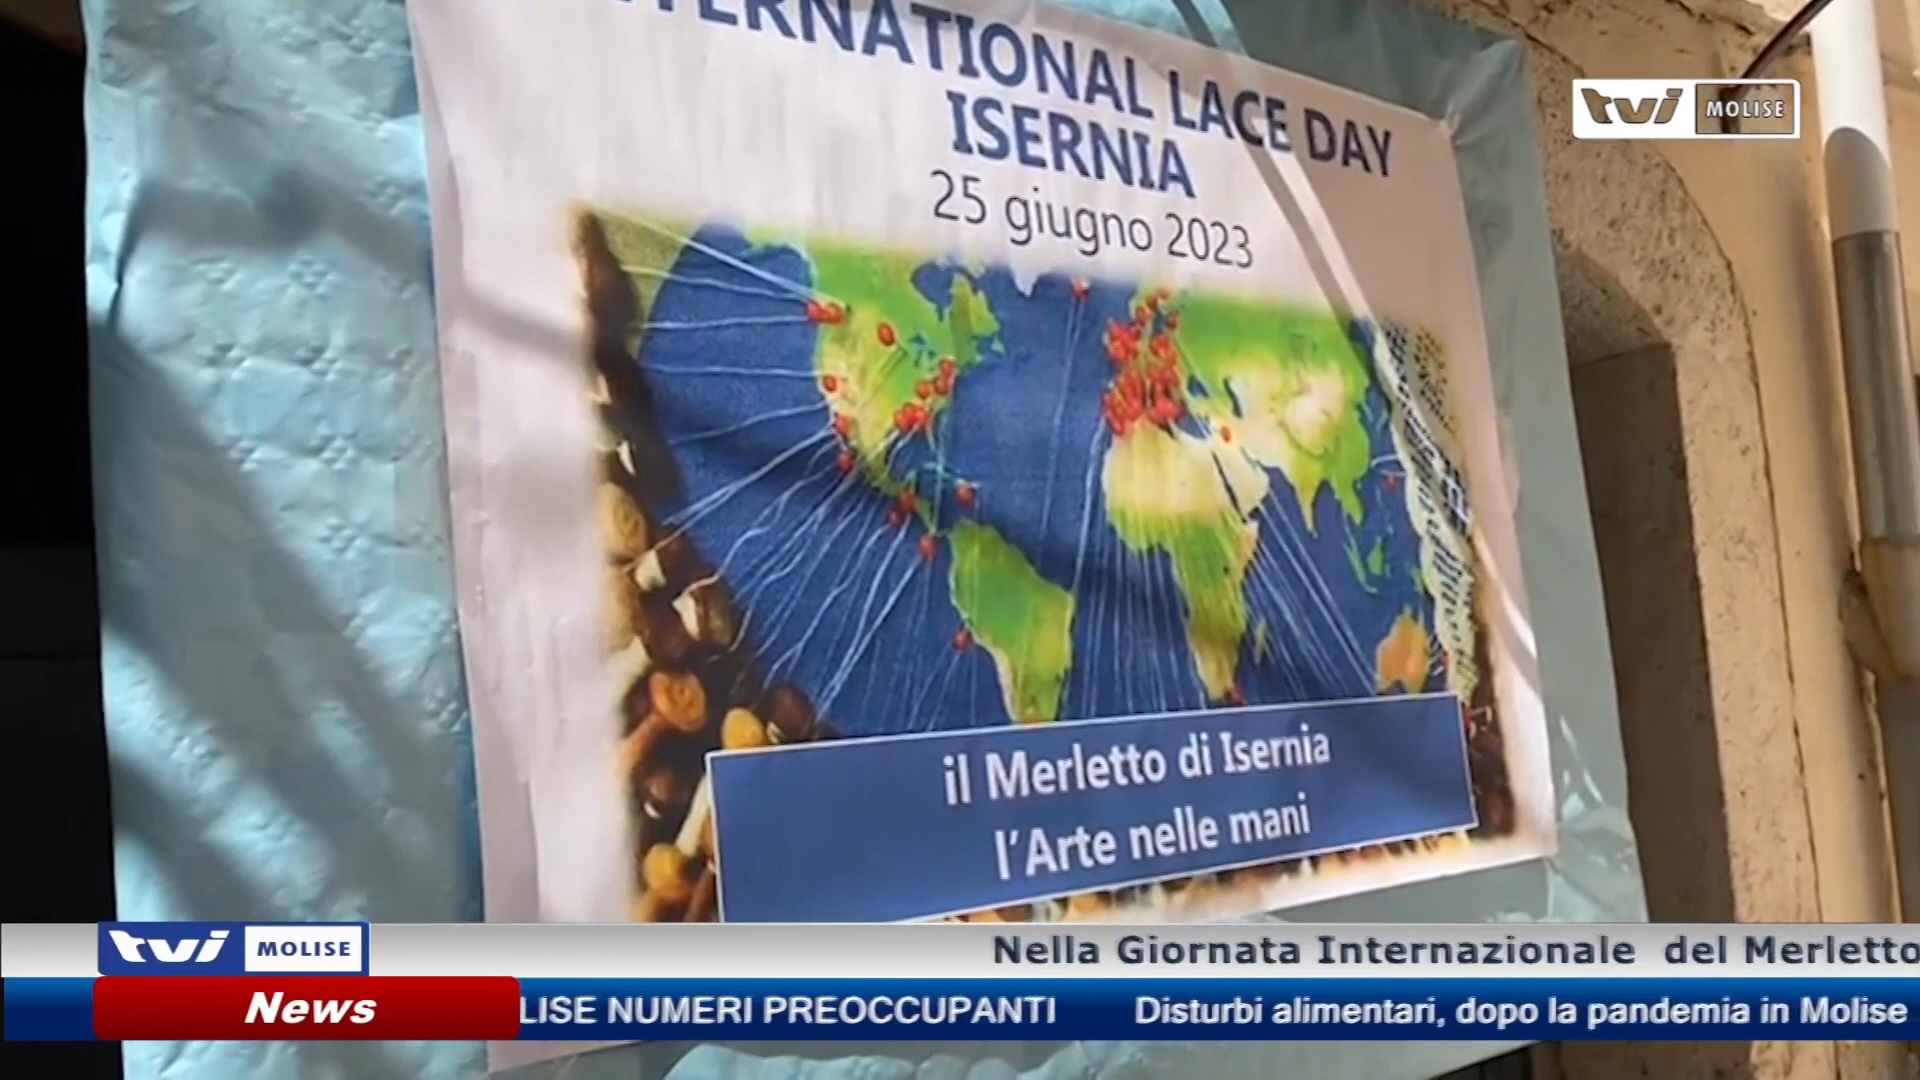 INTERNATIONAL LACE DAY
ISERNIA
25 giugno 2023
tvi MOLISE
il Merletto di Isernia
l'Arte nelle mani
tvi MOLISE
Nella Giornata Internazionale del Merletto
News
LISE NUMERI PREOCCUPANTI Disturbi alimentari, dopo la pandemia in Molise